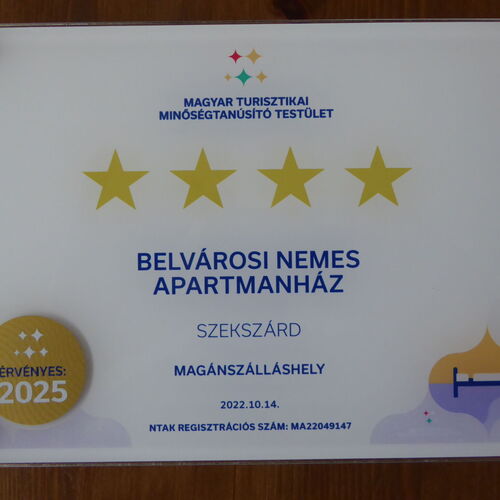 MAGYAR TURISZTIKAI
MINŐSÉGTANÚSÍTÓ TESTÜLET
BELVÁROSI NEMES
APARTMANHÁZ
SZEKSZÁRD
MAGÁNSZÁLLÁSHELY
2022.10.14.
NTAK REGISZTRÁCIÓS SZÁM: MA22049147
ÉRVÉNYES:
2025